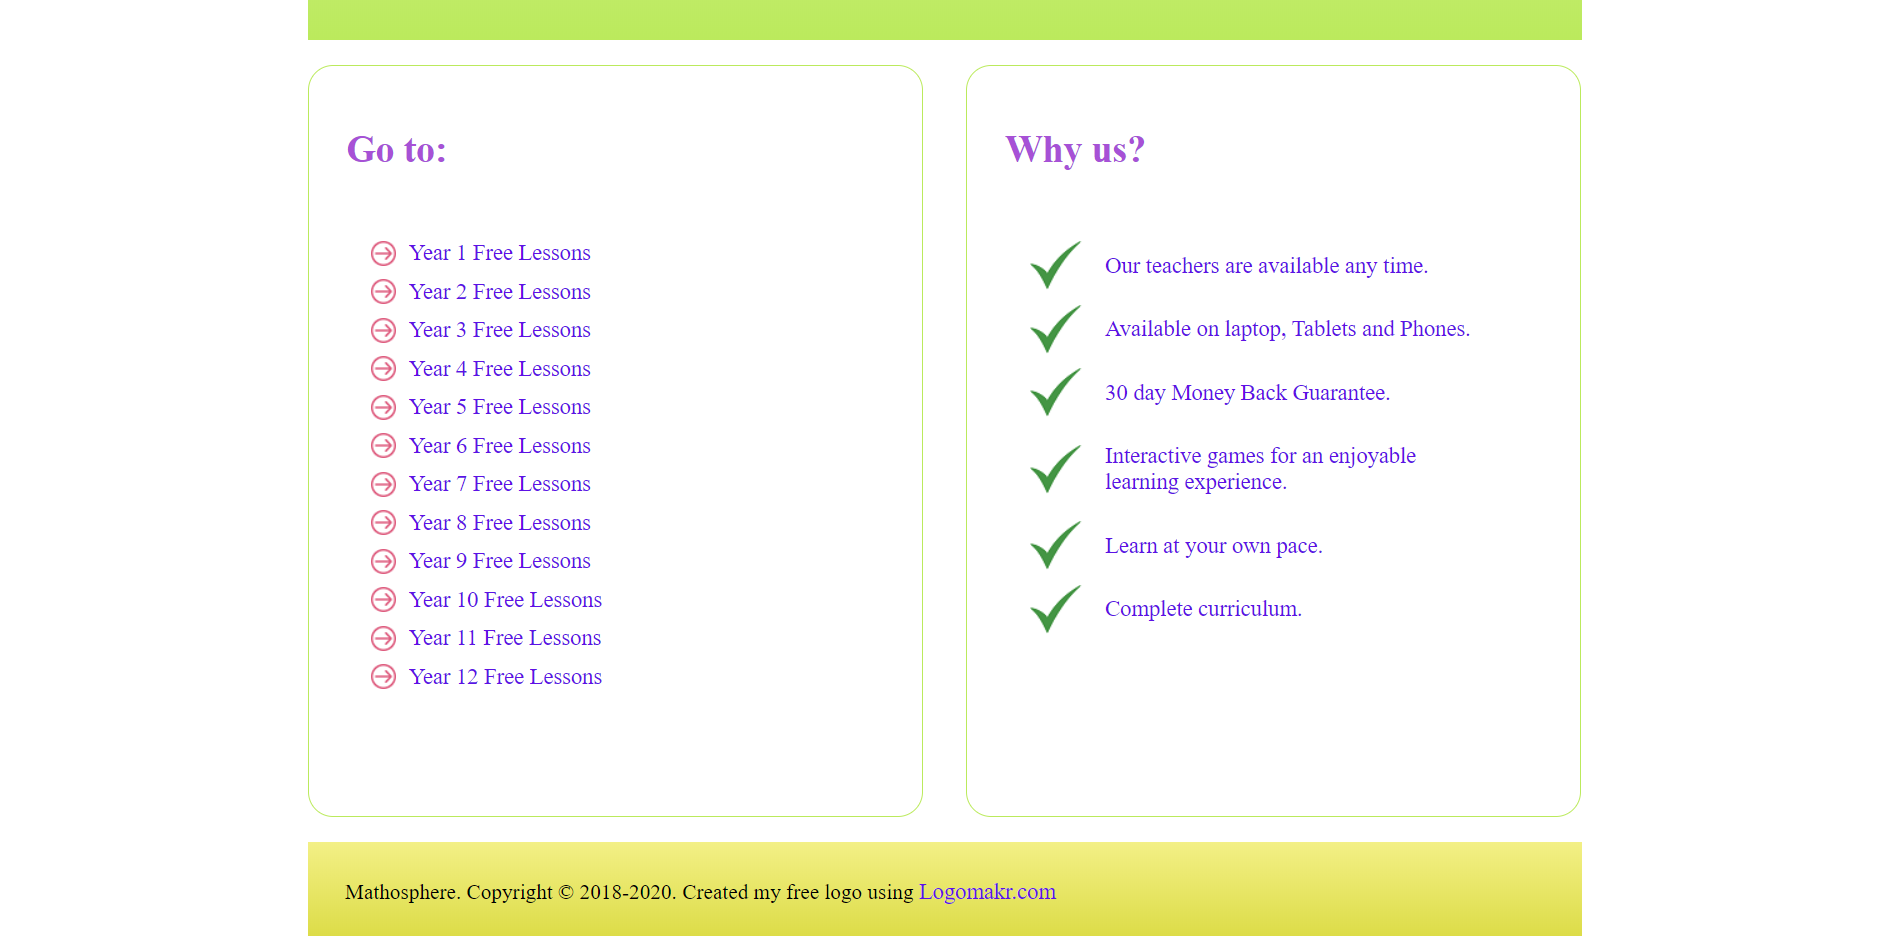 Go to:
Year 1 Free Lessons
Year 2 Free Lessons
Year 3 Free Lessons
Year 4 Free Lessons
Year 5 Free Lessons
Year 6 Free Lessons
Year 7 Free Lessons
Year 8 Free Lessons
Year 9 Free Lessons
Year 10 Free Lessons
Year 11 Free Lessons
Year 12 Free Lessons
Why us?
Our teachers are available any time.
Available on laptop, Tablets and Phones.
30 day Money Back Guarantee.
Interactive games for an enjoyable
learning experience.
Learn at your own pace.
Complete curriculum.
Mathosphere. Copyright © 2018-2020. Created my free logo using Logomakr.com